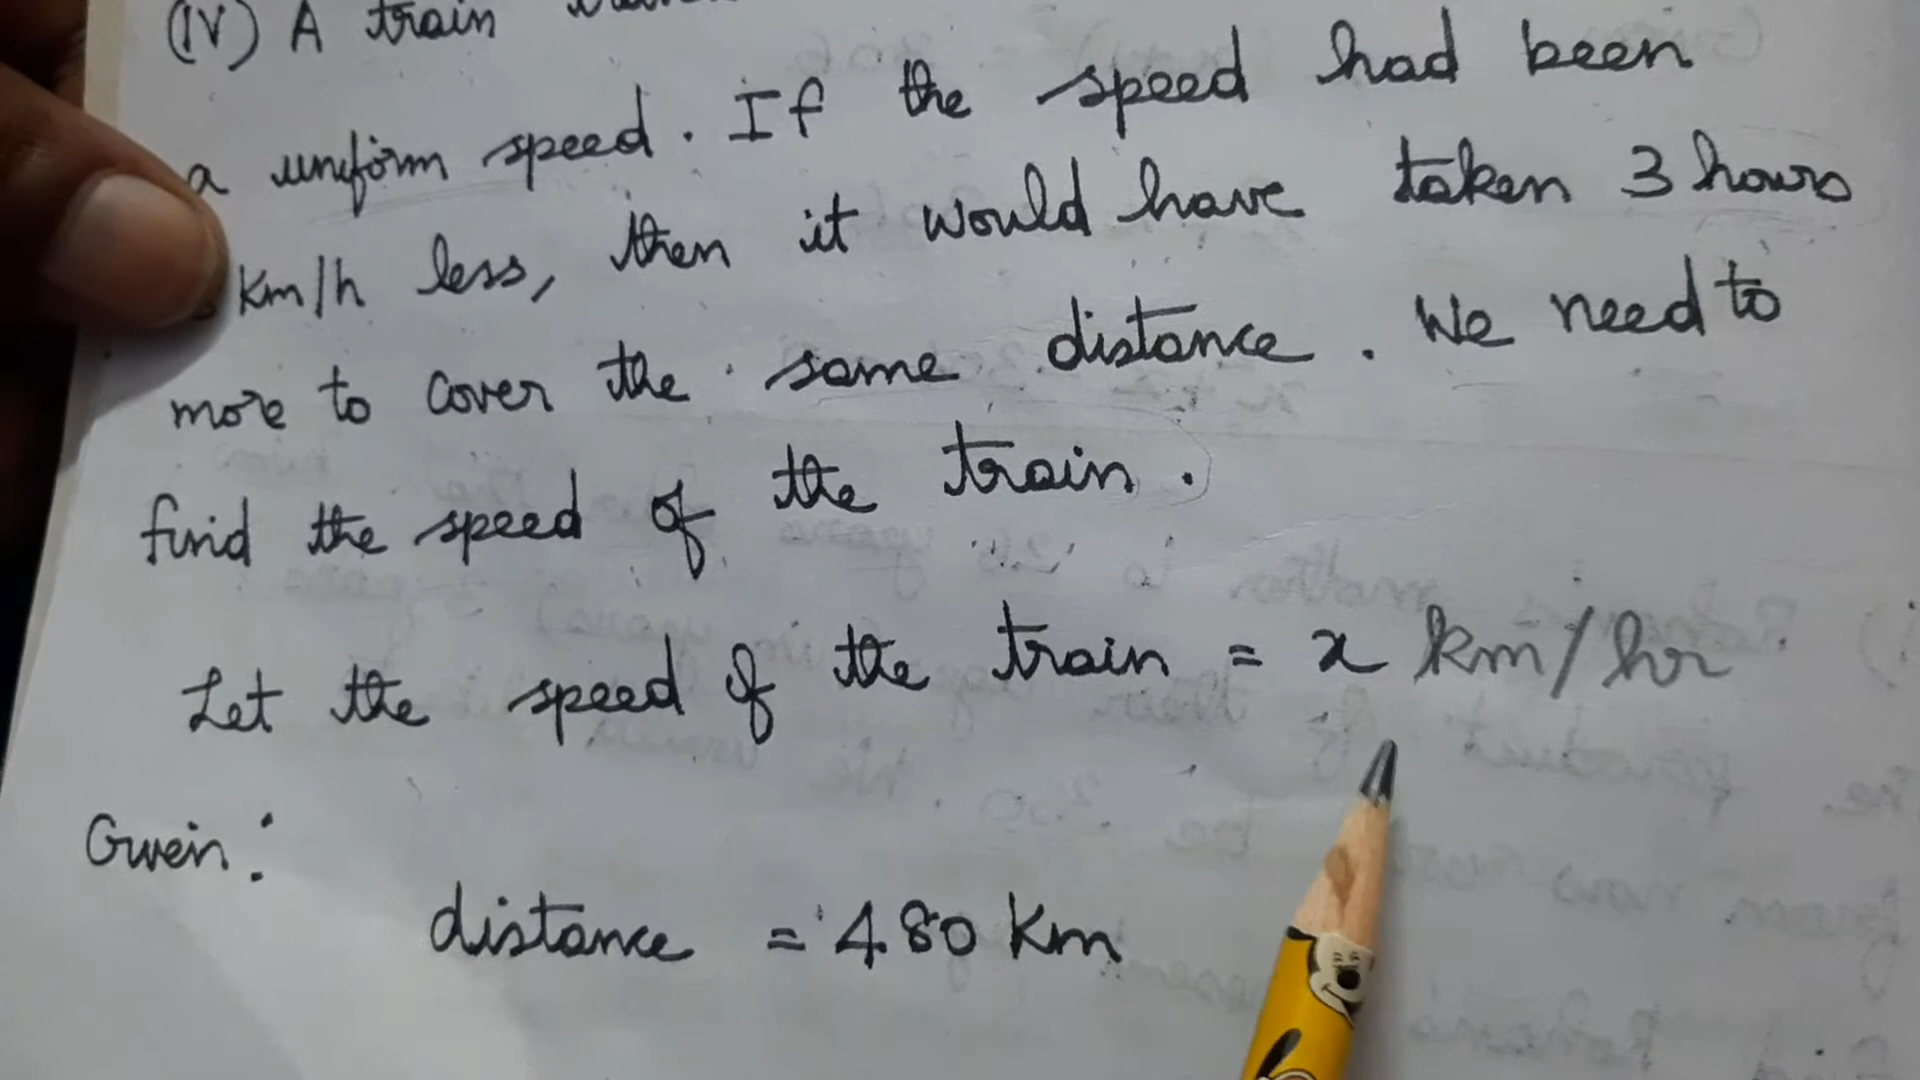 (IV) A train
a uniform speed. If the speed had been
km/h less, then it would have taken 3 hours
more to cover the same distance. We need to
find the speed of the train.
Let the speed of the train = x km/hr
Given:
distance = 480 Km